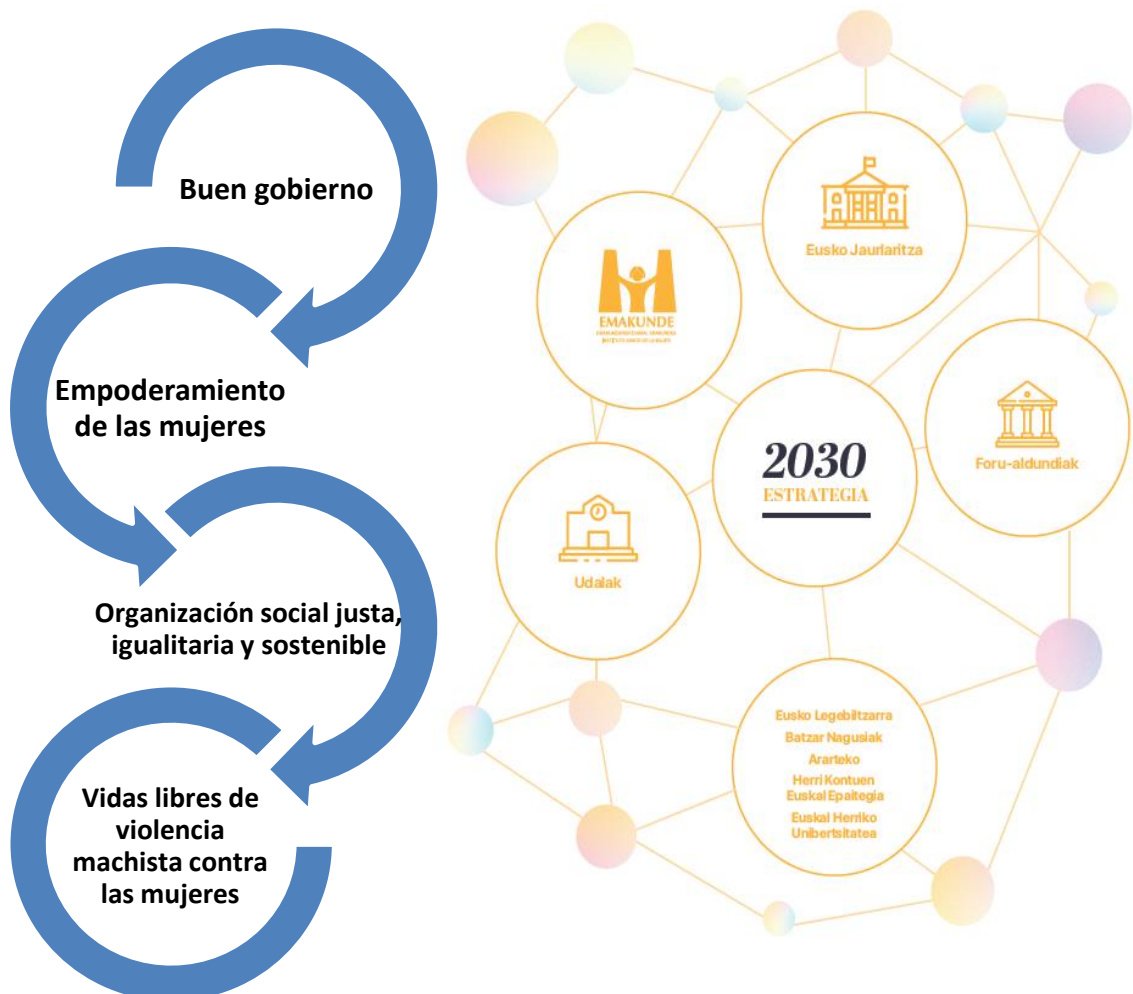 Buen gobierno
Empoderamiento
de las mujeres
Organización social justa,
igualitaria y sostenible
Vidas libres de
violencia
machista contra
las mujeres
Eusko Jaurlaritza
EMAKUNDE
2030
ESTRATEGIA
Foru-aldundiak
Udalak
Eusko Legebiltzarra
Batzar Nagusiak
Ararteko
Herri Kontuen
Euskal Epaitegia
Euskal Herriko
Unibertsitatea